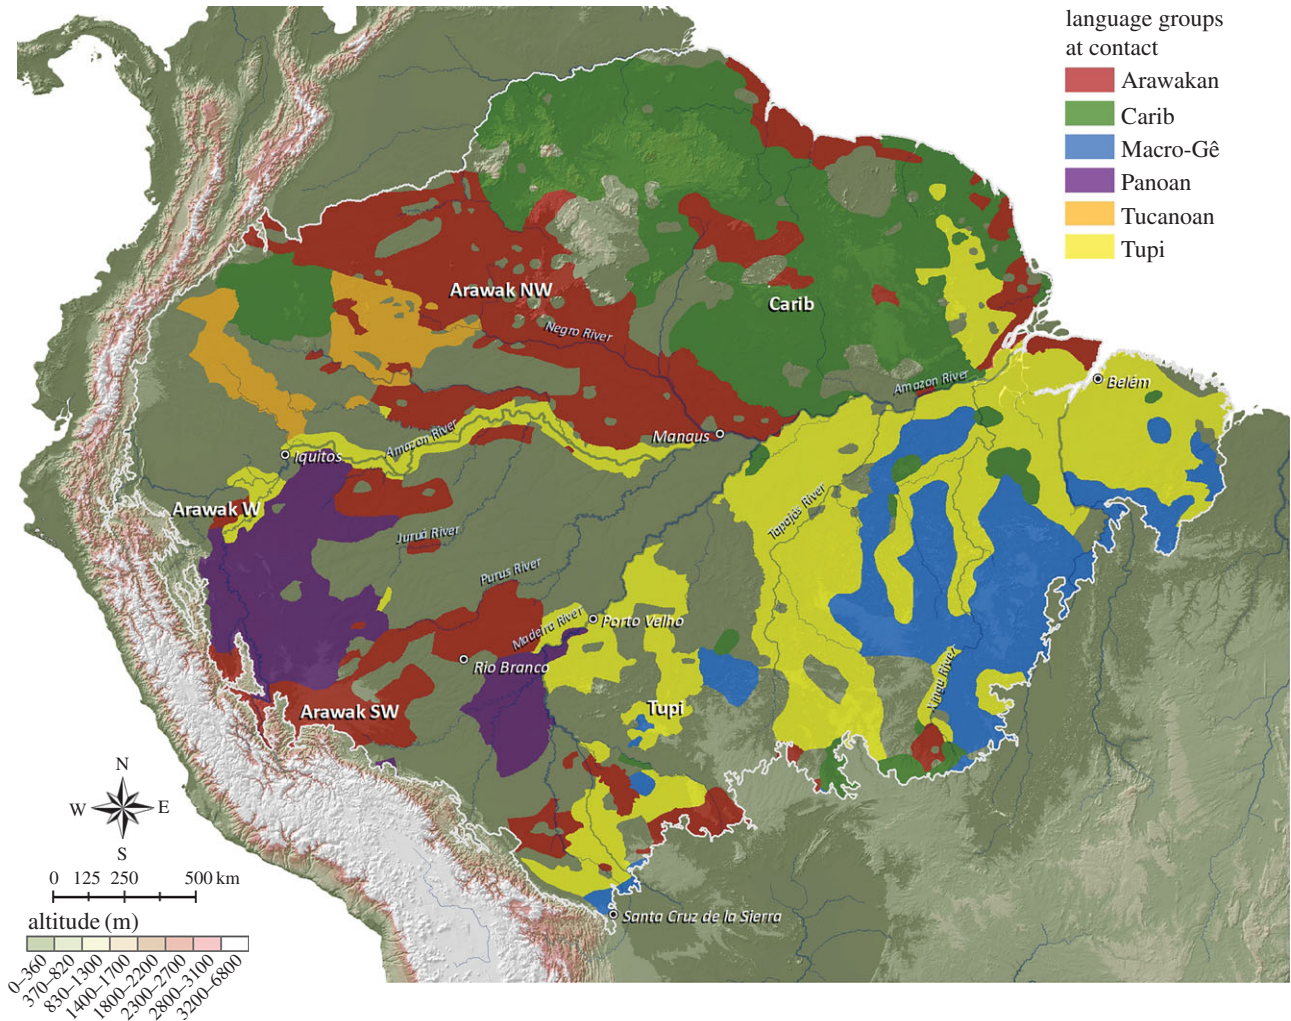 language groups
at contact
Arawakan
Carib
Macro-Gê
Panoan
Tucanoan
Tupi
Arawak NW
Carib
Negro River
Amazon River
Belém
Manaus
Amazon River
Iquitos
Arawak W
Tapajós River
Juruá River
Purus River
Madeira River
Porto Velho
Rio Branco
Xingu River
Arawak SW
Tupi
Santa Cruz de la Sierra
N
W E
S
0 125 250 500 km
altitude (m)
0–360
370–820
830–1300
1400–1700
1800–2200
2300–2700
2800–3100
3200–6800